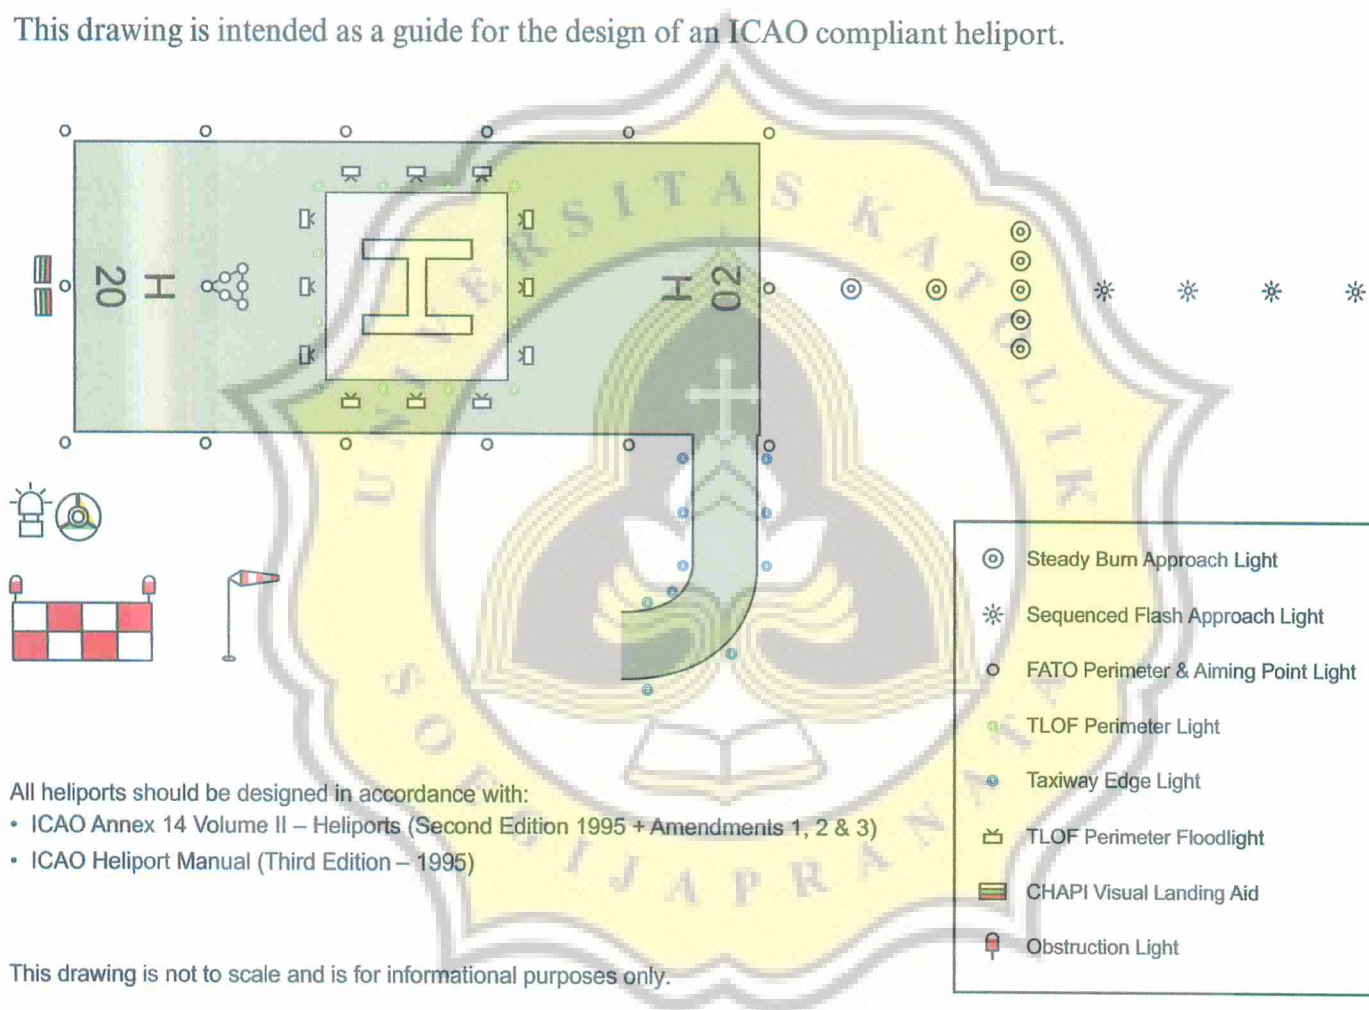 This drawing is intended as a guide for the design of an ICAO compliant heliport.
UNIVERSITAS KATOLIK
20
H
H
H
02
Steady Burn Approach Light
Sequenced Flash Approach Light
FATO Perimeter & Aiming Point Light
TLOF Perimeter Light
Taxiway Edge Light
TLOF Perimeter Floodlight
CHAPI Visual Landing Aid
Obstruction Light
SOEGIJAPRANATA
All heliports should be designed in accordance with:
• ICAO Annex 14 Volume II – Heliports (Second Edition 1995 + Amendments 1, 2 & 3)
• ICAO Heliport Manual (Third Edition – 1995)
This drawing is not to scale and is for informational purposes only.